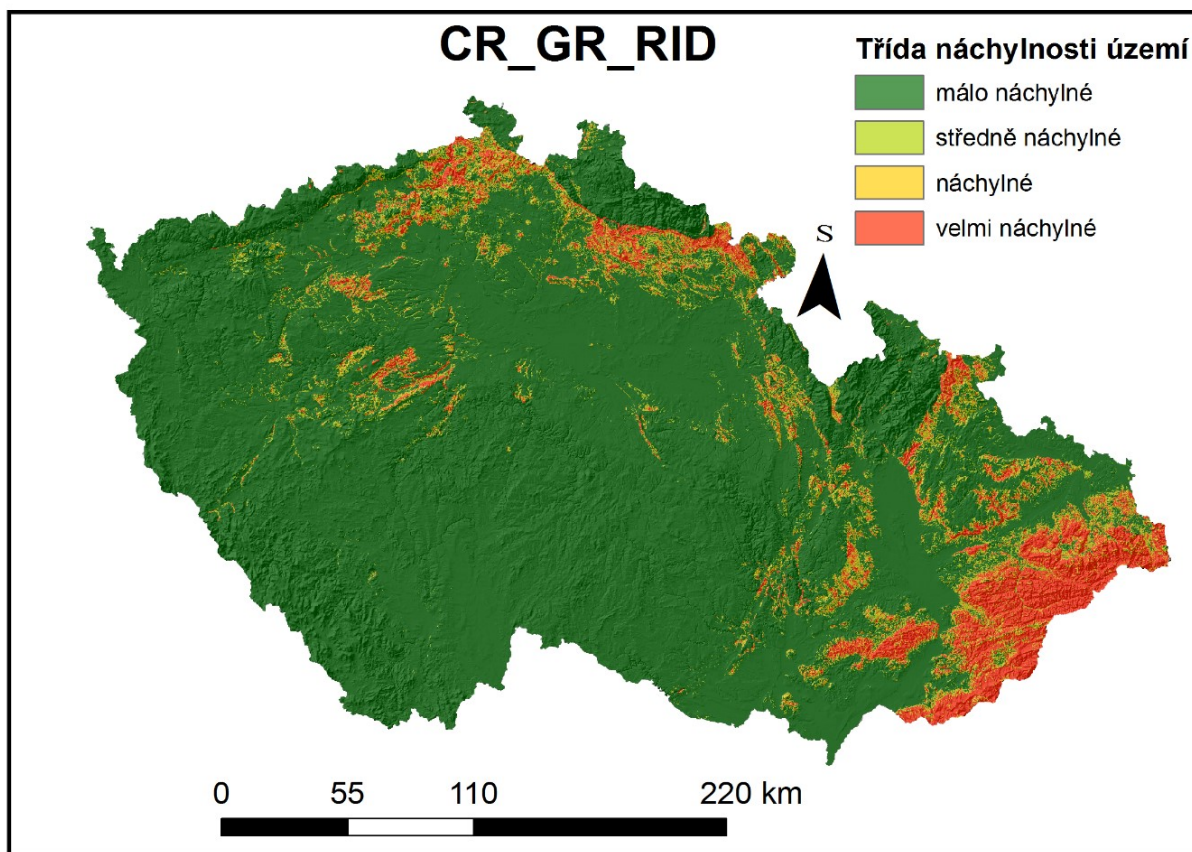 CR_GR_RID
Třída náchylnosti území
málo náchylné
středně náchylné
náchylné
velmi náchylné
S
0 55 110 220 km